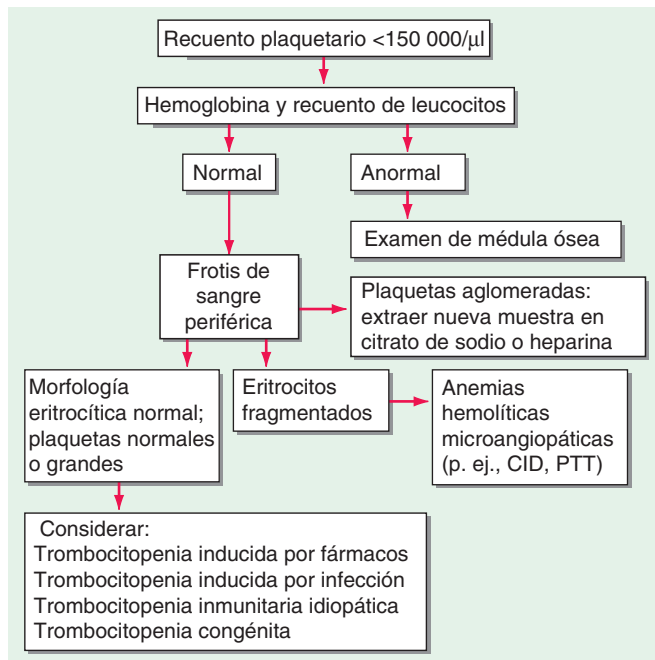 Recuento plaquetario <150 000/μl
Hemoglobina y recuento de leucocitos
Normal
Anormal
Examen de médula ósea
Frotis de
sangre
periférica
Plaquetas aglomeradas:
extraer nueva muestra en
citrato de sodio o heparina
Morfología
eritrocítica normal;
plaquetas normales
o grandes
Eritrocitos
fragmentados
Anemias
hemolíticas
microangiopáticas
(p. ej., CID, PTT)
Considerar:
Trombocitopenia inducida por fármacos
Trombocitopenia inducida por infección
Trombocitopenia inmunitaria idiopática
Trombocitopenia congénita